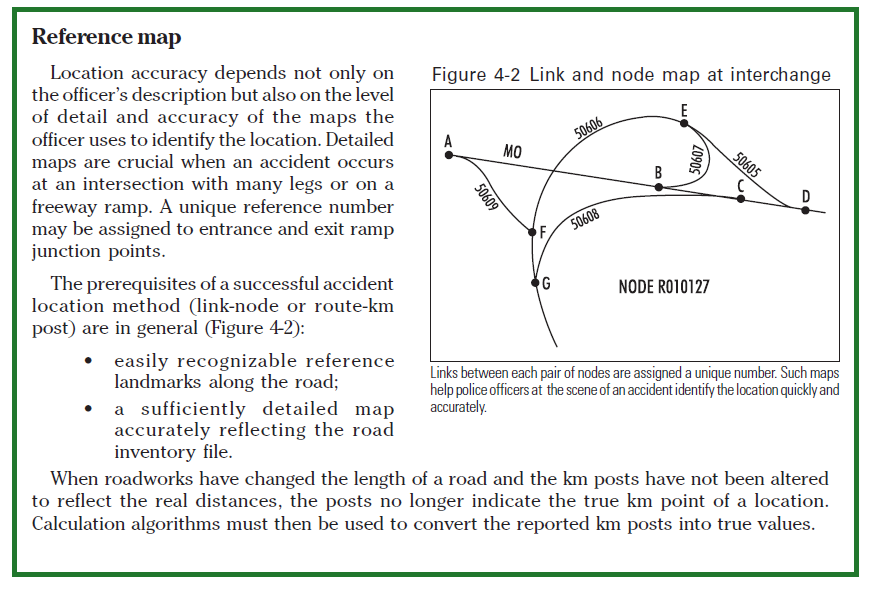 Reference map
Location accuracy depends not only on
the officer's description but also on the level
of detail and accuracy of the maps the
officer uses to identify the location. Detailed
maps are crucial when an accident occurs
at an intersection with many legs or on a
freeway ramp. A unique reference number
may be assigned to entrance and exit ramp
junction points.
The prerequisites of a successful accident
location method (link-node or route-km
post) are in general (Figure 4-2):
• easily recognizable reference
landmarks along the road;
• a sufficiently detailed map
accurately reflecting the road
inventory file.
Figure 4-2 Link and node map at interchange
A
MO
50606
E
50607
50605
B
C
D
50609
F
50608
G
NODE R010127
Links between each pair of nodes are assigned a unique number. Such maps
help police officers at the scene of an accident identify the location quickly and
accurately.
When roadworks have changed the length of a road and the km posts have not been altered
to reflect the real distances, the posts no longer indicate the true km point of a location.
Calculation algorithms must then be used to convert the reported km posts into true values.